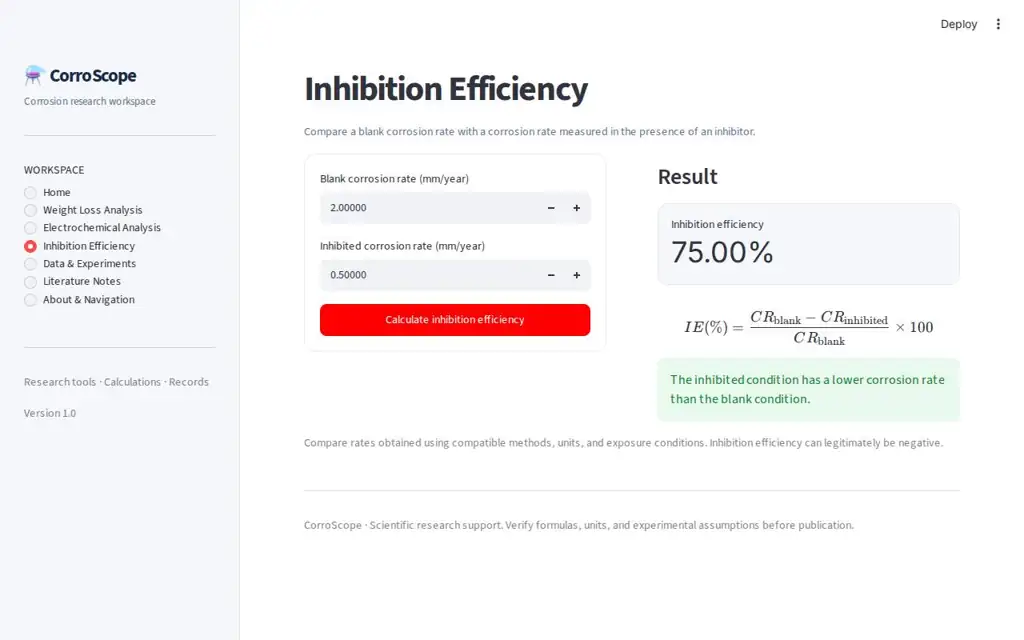 Deploy
CorroScope
Corrosion research workspace
WORKSPACE
Home
Weight Loss Analysis
Electrochemical Analysis
Inhibition Efficiency
Data & Experiments
Literature Notes
About & Navigation
Research tools · Calculations · Records
Version 1.0
Inhibition Efficiency
Compare a blank corrosion rate with a corrosion rate measured in the presence of an inhibitor.
Blank corrosion rate (mm/year)
2.00000
Inhibited corrosion rate (mm/year)
0.50000
Calculate inhibition efficiency
Result
Inhibition efficiency
75.00%
IE(%) = (CR_blank − CR_inhibited) / CR_blank × 100
The inhibited condition has a lower corrosion rate
than the blank condition.
Compare rates obtained using compatible methods, units, and exposure conditions. Inhibition efficiency can legitimately be negative.
CorroScope · Scientific research support. Verify formulas, units, and experimental assumptions before publication.